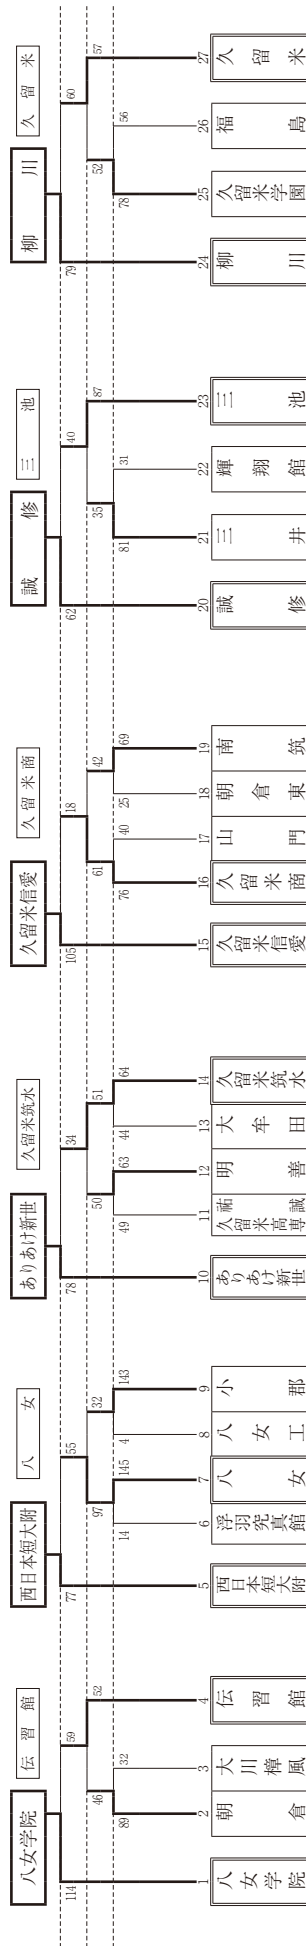 八女学院
伝習館
114
59
46
52
89
32
1
2
3
4
八女学院
朝倉
大川樟風
伝習館
西日本短大附
八女
77
55
97
32
14
145
4
143
5
6
7
8
9
西日本短大附
浮羽究真館
八女
八女工
小郡
ありあけ新世
久留米筑水
78
34
50
51
49
63
44
64
10
11
12
13
14
ありあけ新世
祐誠
久留米高専
明善
大牟田
久留米筑水
久留米信愛
久留米商
105
18
61
42
76
40
25
69
15
16
17
18
19
久留米信愛
久留米商
山門
朝倉東
南筑
誠修
三池
62
40
35
87
81
31
20
21
22
23
誠修
三井
輝翔館
三池
柳川
久留米
79
60
52
57
78
56
24
25
26
27
柳川
久留米学園
福島
久留米